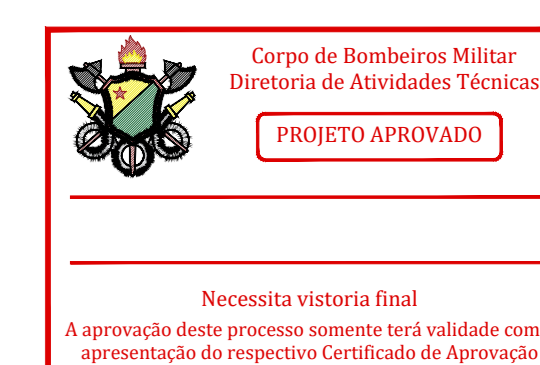 Corpo de Bombeiros Militar
Diretoria de Atividades Técnicas
PROJETO APROVADO
Necessita vistoria final
A aprovação deste processo somente terá validade com
apresentação do respectivo Certificado de Aprovação